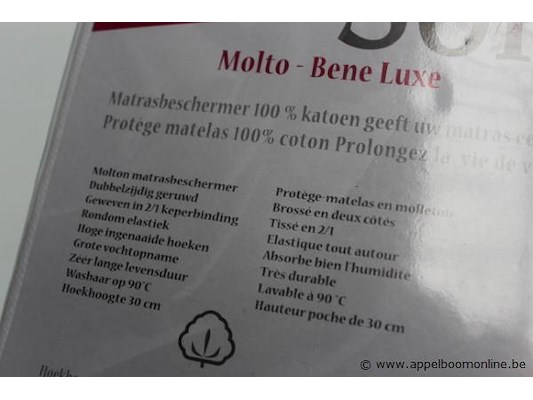 Molto - Bene Luxe
Matrasbeschermer 100 % katoen geeft uw matras
Protège matelas 100% coton Prolongez la vie de
Molton matrasbeschermer
Dubbelzijdig geruwd
Geweven in 2/1 keperbinding
Rondom elastiek
Hoge ingenaaide hoeken
Grote vochtopname
Zeer lange levensduur
Wasbaar op 90°C
Hoekhoogte 30 cm
Protège-matelas en molleton
Brossé en deux côtés
Tissé en 2/1
Elastique tout autour
Absorbe bien l'humidité
Très durable
Lavable à 90°C
Hauteur poche de 30 cm
© www.appelboomonline.be